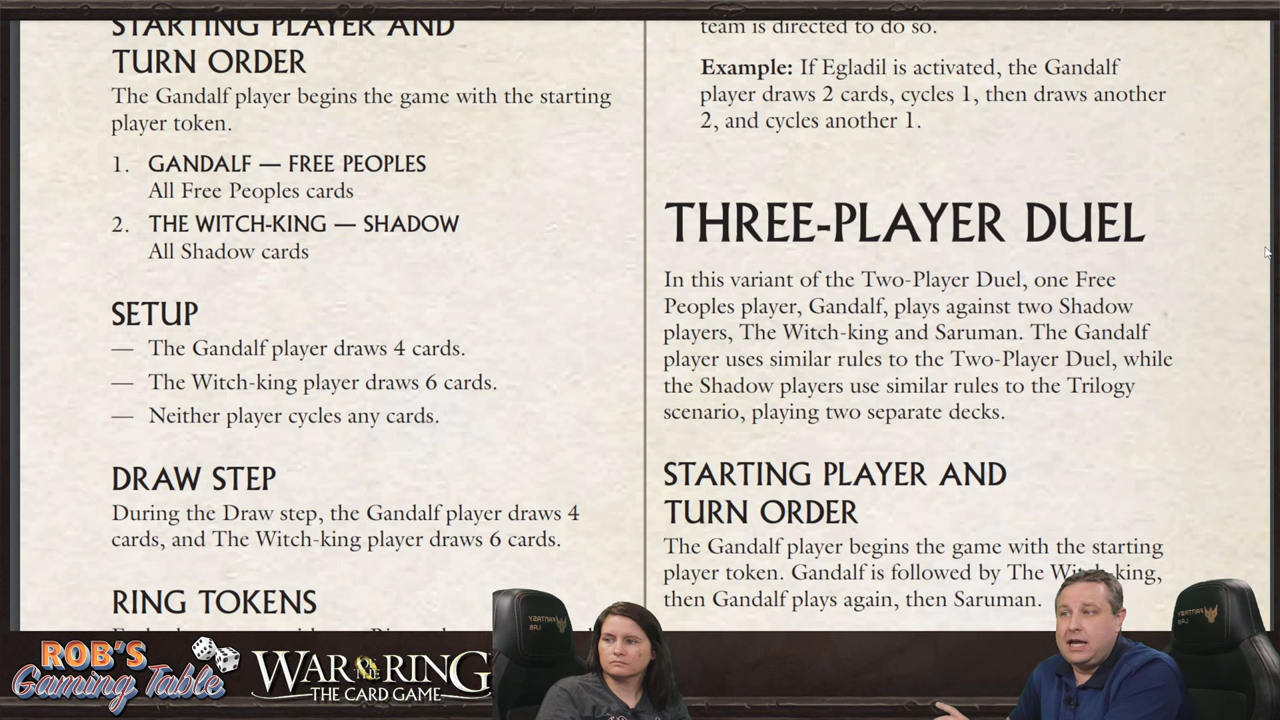 STARTING PLAYER AND
TURN ORDER
The Gandalf player begins the game with the starting
player token.
1. GANDALF — FREE PEOPLES
All Free Peoples cards
2. THE WITCH-KING — SHADOW
All Shadow cards
SETUP
— The Gandalf player draws 4 cards.
— The Witch-king player draws 6 cards.
— Neither player cycles any cards.
DRAW STEP
During the Draw step, the Gandalf player draws 4
cards, and The Witch-king player draws 6 cards.
RING TOKENS
team is directed to do so.
Example: If Egladil is activated, the Gandalf
player draws 2 cards, cycles 1, then draws another
2, and cycles another 1.
THREE-PLAYER DUEL
In this variant of the Two-Player Duel, one Free
Peoples player, Gandalf, plays against two Shadow
players, The Witch-king and Saruman. The Gandalf
player uses similar rules to the Two-Player Duel, while
the Shadow players use similar rules to the Trilogy
scenario, playing two separate decks.
STARTING PLAYER AND
TURN ORDER
The Gandalf player begins the game with the starting
player token. Gandalf is followed by The Witch-king,
then Gandalf plays again, then Saruman.
ROB'S
Gaming Table
WAR OF THE RING
THE CARD GAME